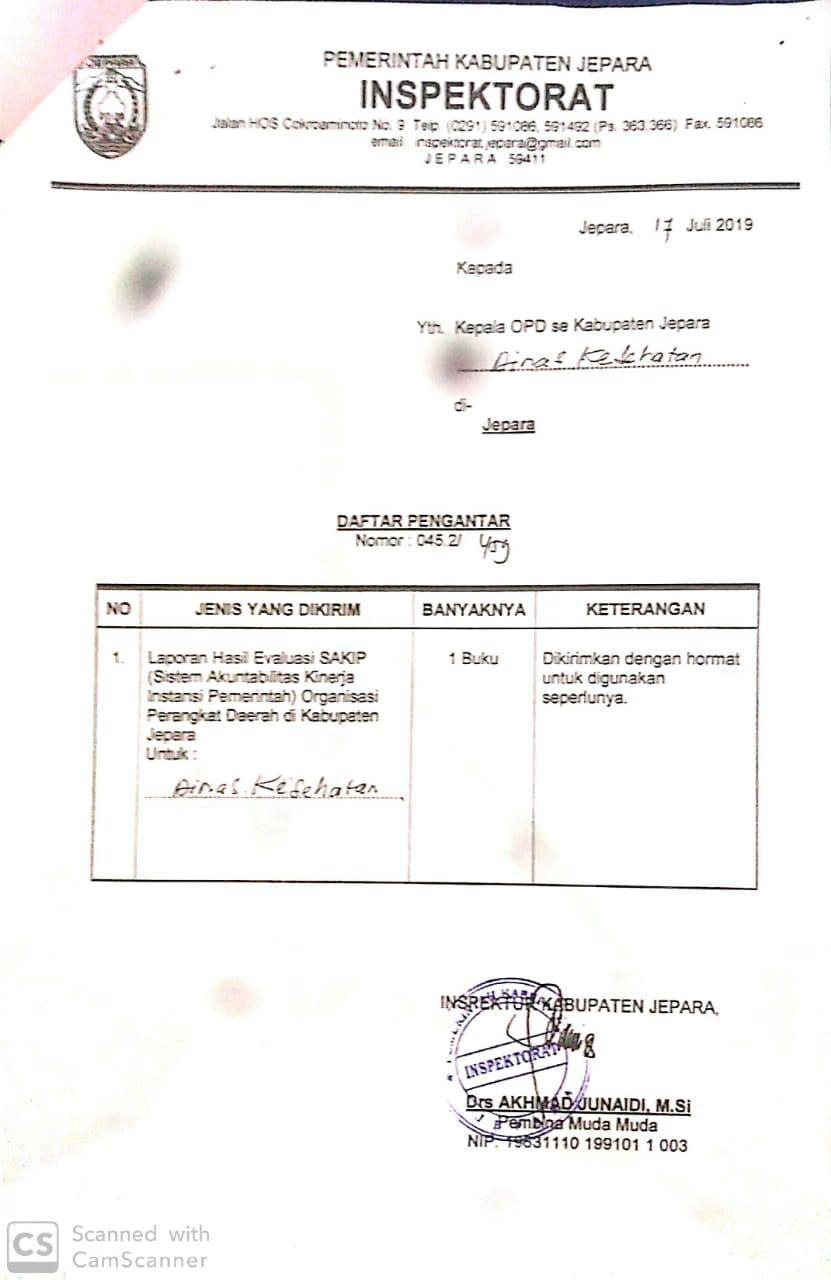 PEMERINTAH KABUPATEN JEPARA
INSPEKTORAT
Jalan HOS Cokroaminoto No. 9 Telp. (0291) 591086, 591492 (Ps. 363,366) Fax. 591086
email : inspektorat.jepara@gmail.com
JEPARA 59411
Jepara, 17 Juli 2019
Kepada
Yth. Kepala OPD se Kabupaten Jepara
Dinas Kesehatan
di-
Jepara
DAFTAR PENGANTAR
Nomor : 045.2/
NO JENIS YANG DIKIRIM BANYAKNYA KETERANGAN
1. Laporan Hasil Evaluasi SAKIP 1 Buku Dikirimkan dengan hormat
(Sistem Akuntabilitas Kinerja untuk digunakan
Instansi Pemerintah) Organisasi seperlunya.
Perangkat Daerah di Kabupaten
Jepara
Untuk :
Dinas Kesehatan
INSPEKTUR KABUPATEN JEPARA,
INSPEKTORAT
Drs AKHMAD JUNAIDI, M.Si
Pembina Muda Muda
NIP. 19631110 199101 1 003
CS Scanned with
CamScanner